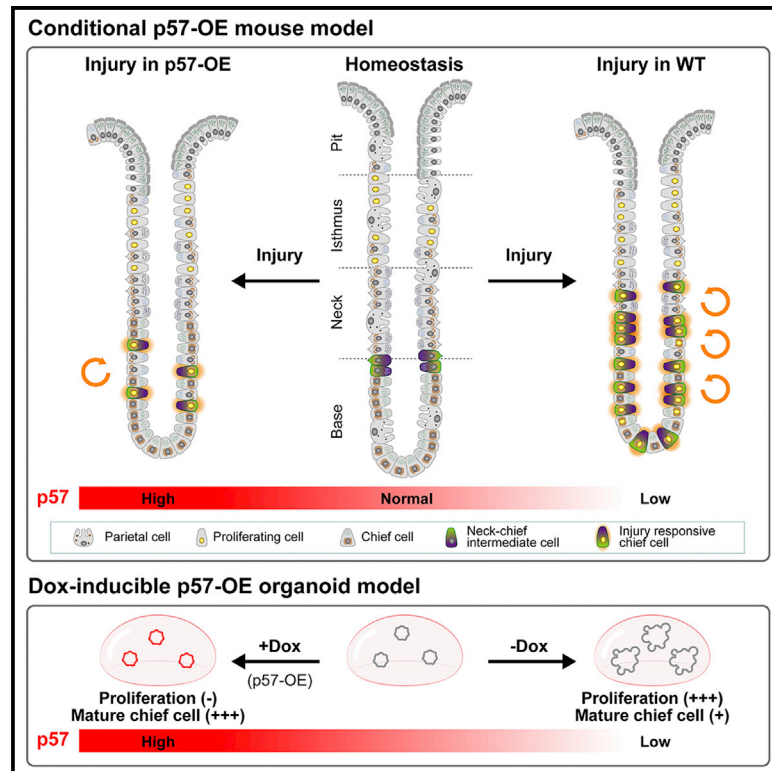 Conditional p57-OE mouse model
Injury in p57-OE
Homeostasis
Injury in WT
Pit
Isthmus
Neck
Base
Injury
Injury
p57
High
Normal
Low
Parietal cell
Proliferating cell
Chief cell
Neck-chief
intermediate cell
Injury responsive
chief cell
Dox-inducible p57-OE organoid model
+Dox
(p57-OE)
-Dox
Proliferation (-)
Mature chief cell (+++)
Proliferation (+++)
Mature chief cell (+)
p57
High
Low